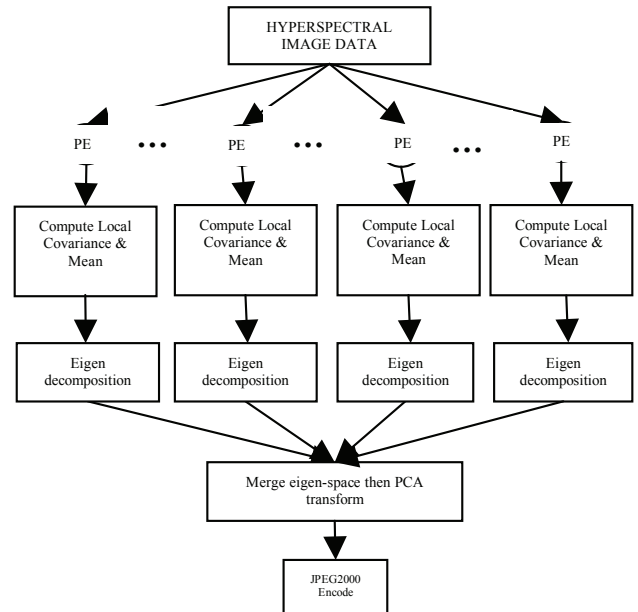 HYPERSPECTRAL
IMAGE DATA
PE ... PE ... PE ... PE
Compute Local
Covariance &
Mean
Compute Local
Covariance &
Mean
Compute Local
Covariance &
Mean
Compute Local
Covariance &
Mean
Eigen
decomposition
Eigen
decomposition
Eigen
decomposition
Eigen
decomposition
Merge eigen-space then PCA
transform
JPEG2000
Encode